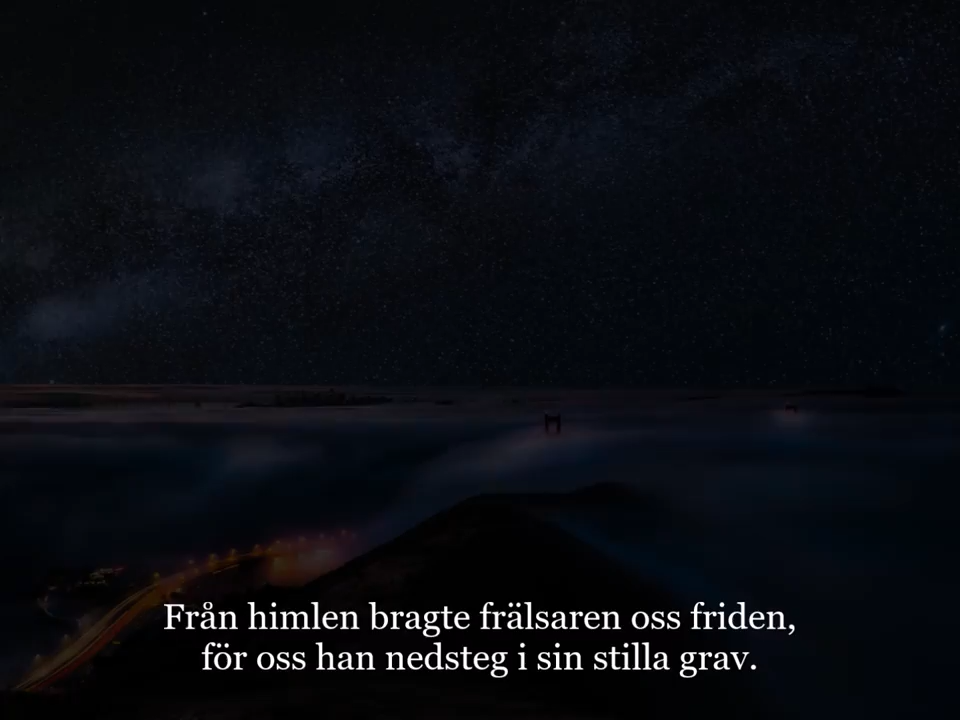 Från himlen bragte frälsaren oss friden,
för oss han nedsteg i sin stilla grav.